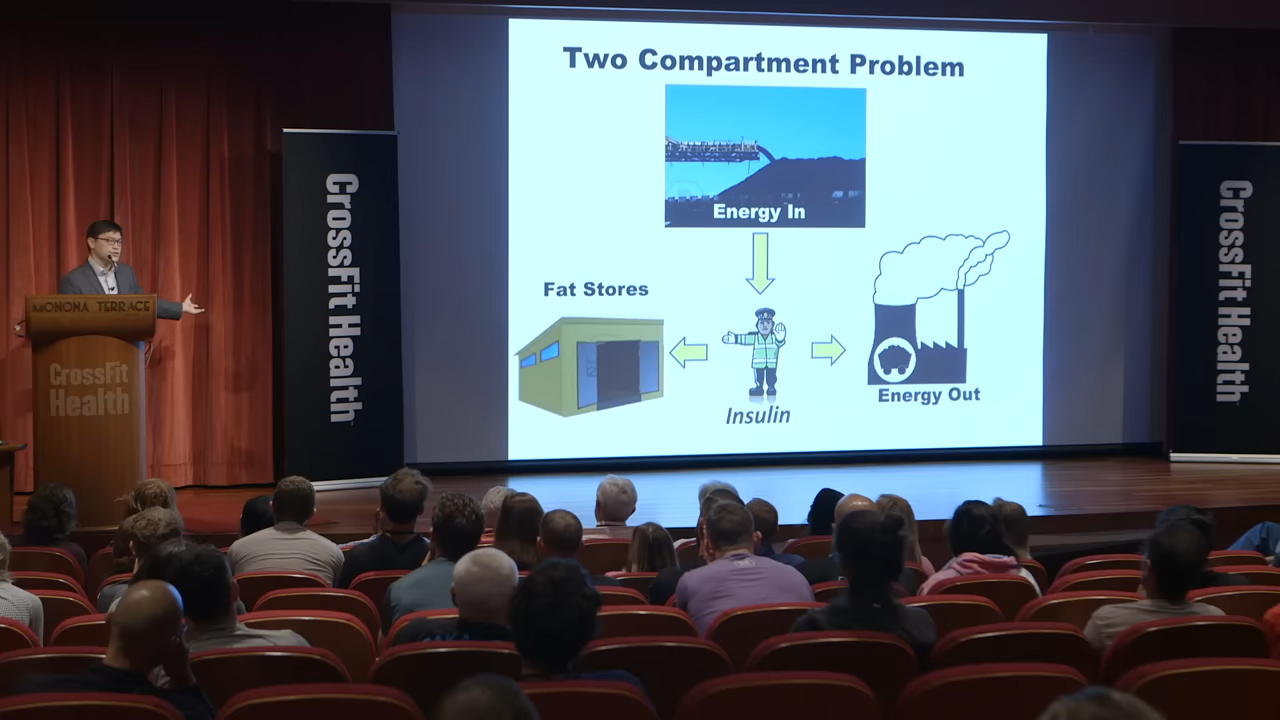 Two Compartment Problem
Energy In
Fat Stores
Insulin
Energy Out
CrossFit Health
CrossFit Health
MONONA TERRACE
CrossFit
Health